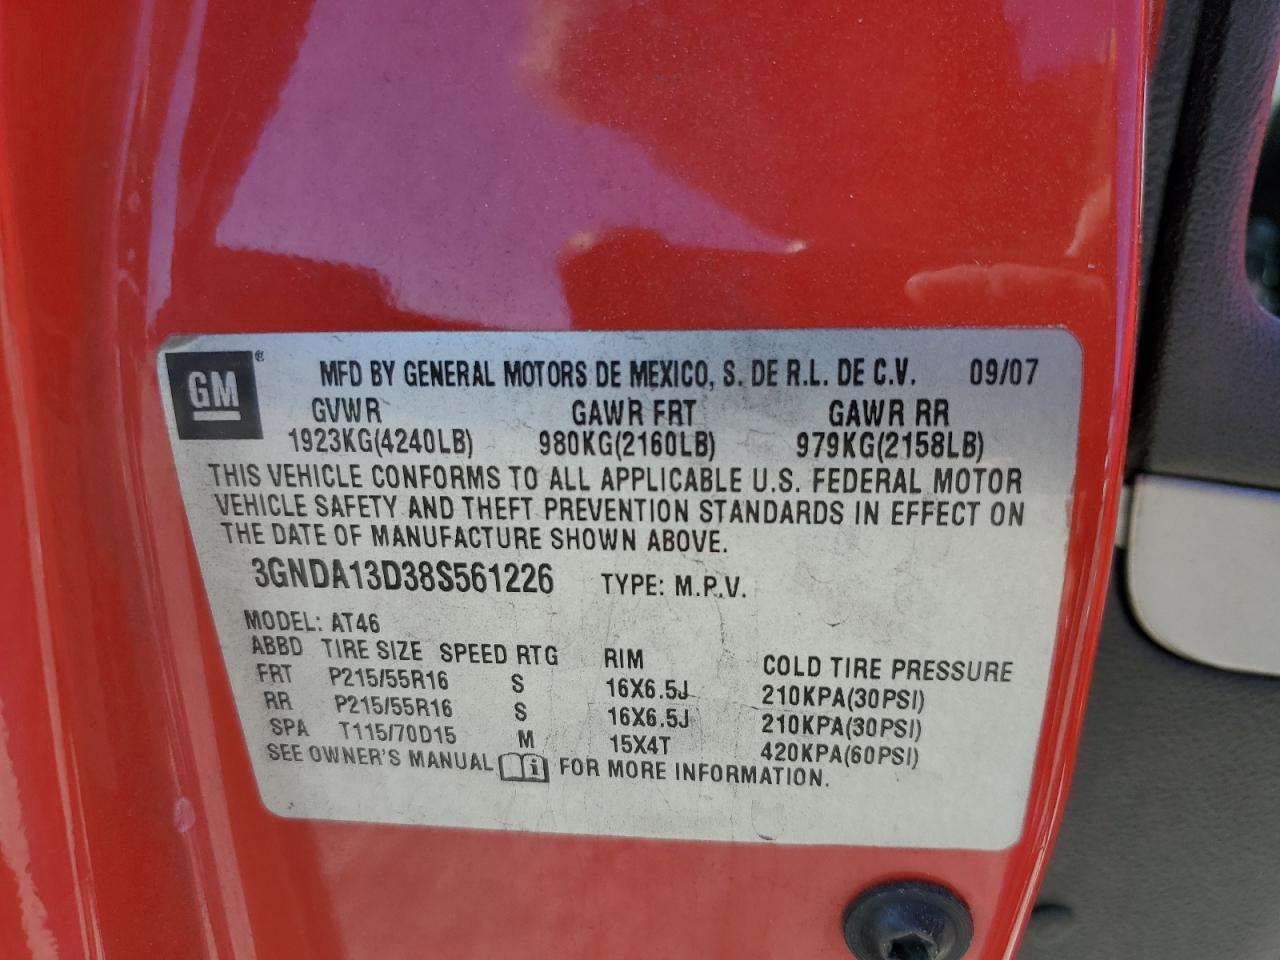 GM® MFD BY GENERAL MOTORS DE MEXICO, S. DE R.L. DE C.V. 09/07
GVWR GAWR FRT GAWR RR
1923KG(4240LB) 980KG(2160LB) 979KG(2158LB)
THIS VEHICLE CONFORMS TO ALL APPLICABLE U.S. FEDERAL MOTOR
VEHICLE SAFETY AND THEFT PREVENTION STANDARDS IN EFFECT ON
THE DATE OF MANUFACTURE SHOWN ABOVE.
3GNDA13D38S561226 TYPE: M.P.V.
MODEL: AT46
ABBD TIRE SIZE SPEED RTG RIM COLD TIRE PRESSURE
FRT P215/55R16 S 16X6.5J 210KPA(30PSI)
RR P215/55R16 S 16X6.5J 210KPA(30PSI)
SPA T115/70D15 M 15X4T 420KPA(60PSI)
SEE OWNER'S MANUAL i FOR MORE INFORMATION.